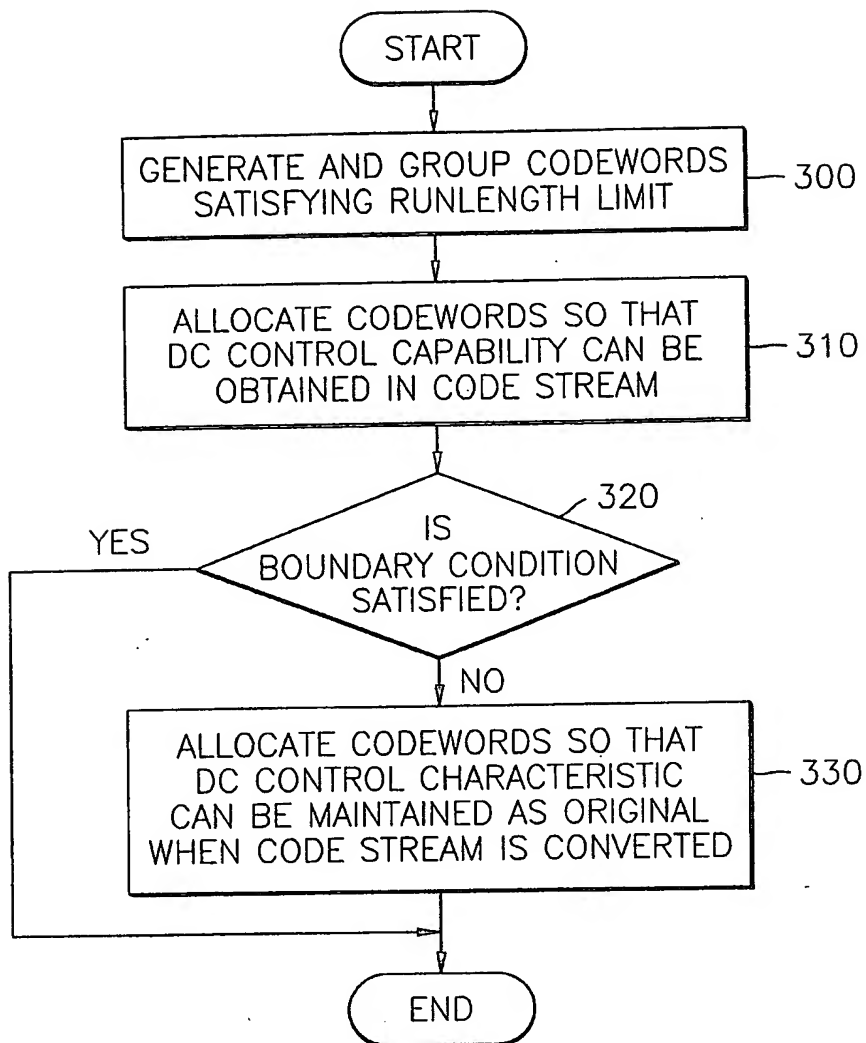 START
GENERATE AND GROUP CODEWORDS
SATISFYING RUNLENGTH LIMIT
300
ALLOCATE CODEWORDS SO THAT
DC CONTROL CAPABILITY CAN BE
OBTAINED IN CODE STREAM
310
320
YES
IS
BOUNDARY CONDITION
SATISFIED?
NO
ALLOCATE CODEWORDS SO THAT
DC CONTROL CHARACTERISTIC
CAN BE MAINTAINED AS ORIGINAL
WHEN CODE STREAM IS CONVERTED
330
END